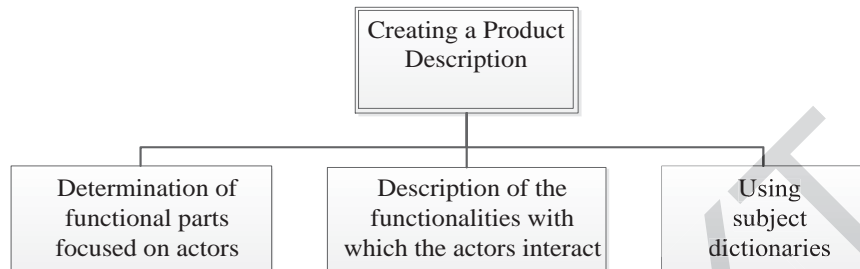 Creating a Product
Description
Determination of
functional parts
focused on actors
Description of the
functionalities with
which the actors interact
Using
subject
dictionaries